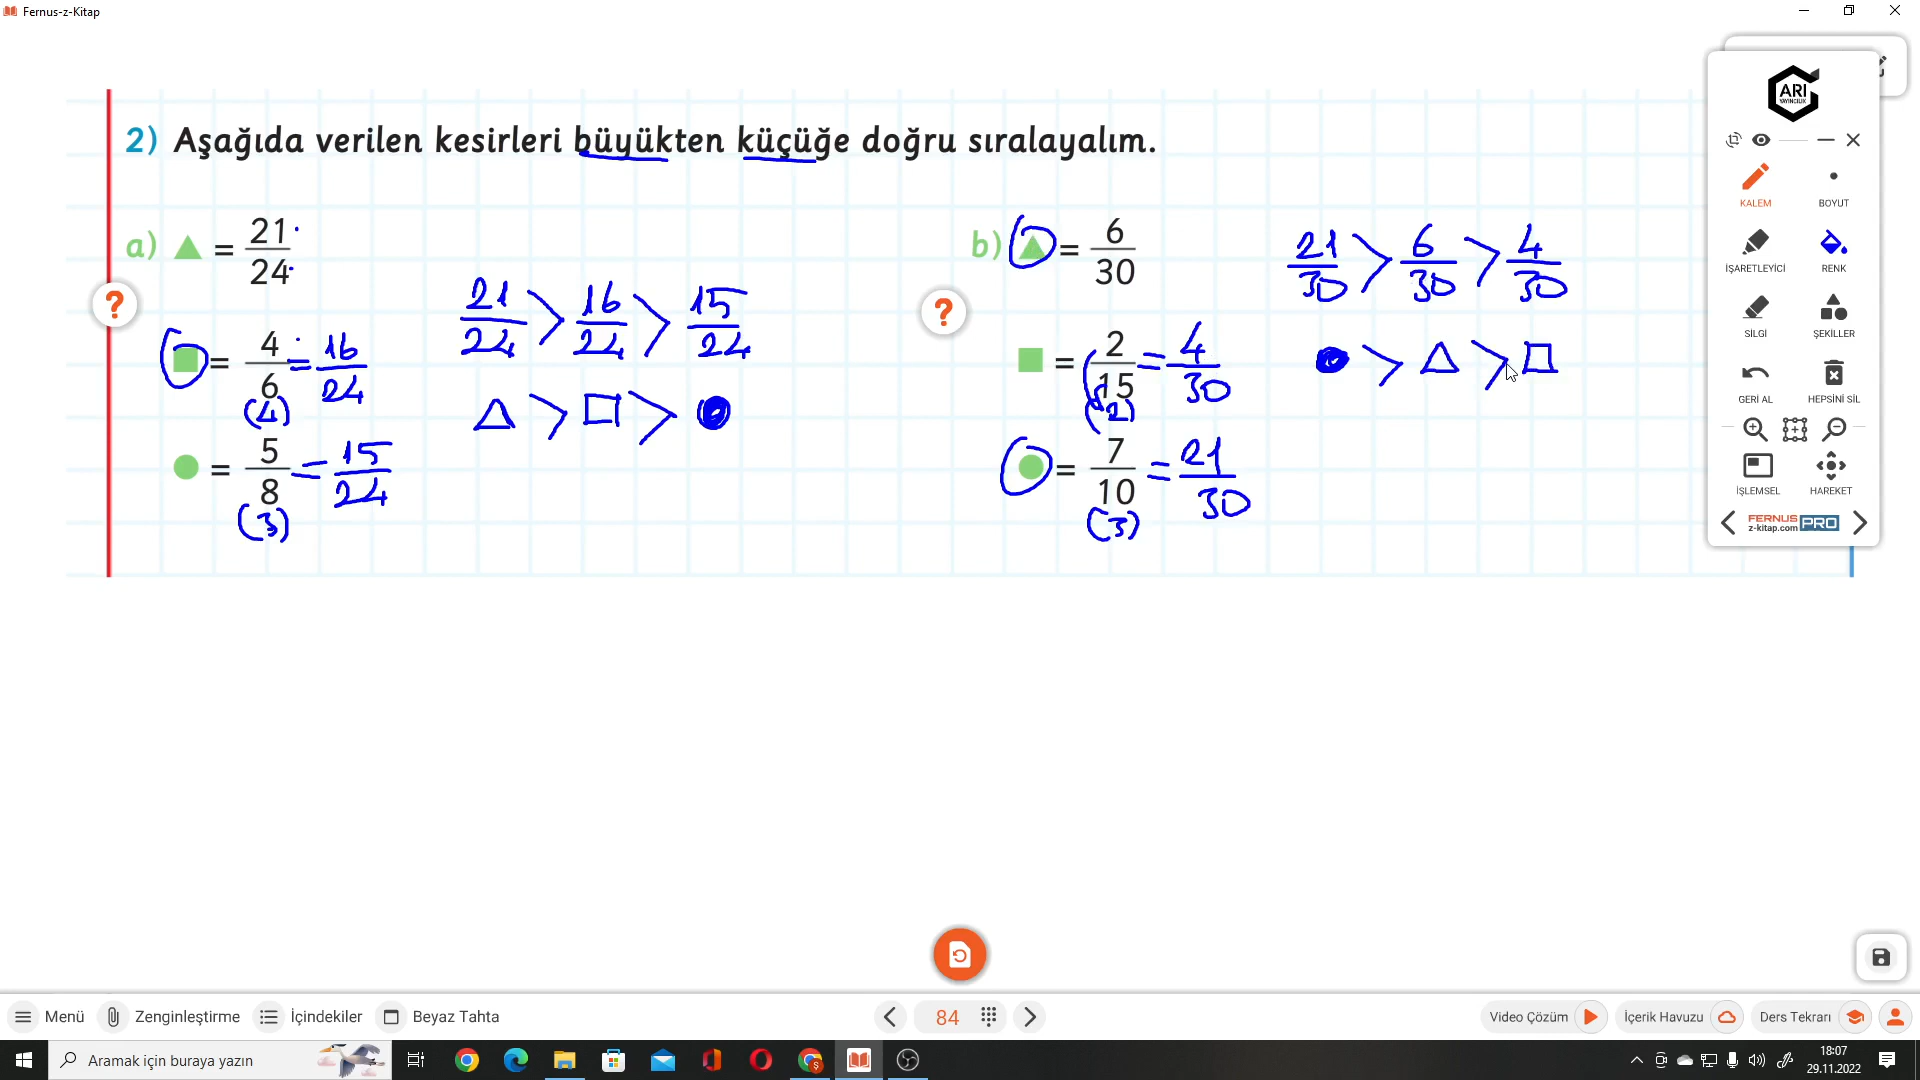 Fernus-z-Kitap
2) Aşağıda verilen kesirleri büyükten küçüğe doğru sıralayalım.
a) ▲ = 21/24
■ = 4/6 = 16/24
(4)
● = 5/8 = 15/24
(3)
21/24 > 16/24 > 15/24
△ > □ > ●
?
b) ▲ = 6/30
■ = 2/15 = 4/30
(2)
● = 7/10 = 21/30
(3)
21/30 > 6/30 > 4/30
● > △ > □
?
ARI
YAYINCILIK
KALEM
BOYUT
İŞARETLEYİCİ
RENK
SİLGİ
ŞEKİLLER
GERİ AL
HEPSİNİ SİL
İŞLEMSEL
HAREKET
FERNUS
z-kitap.com PRO
Menü
Zenginleştirme
İçindekiler
Beyaz Tahta
84
Video Çözüm
İçerik Havuzu
Ders Tekrarı
Aramak için buraya yazın
18:07
29.11.2022